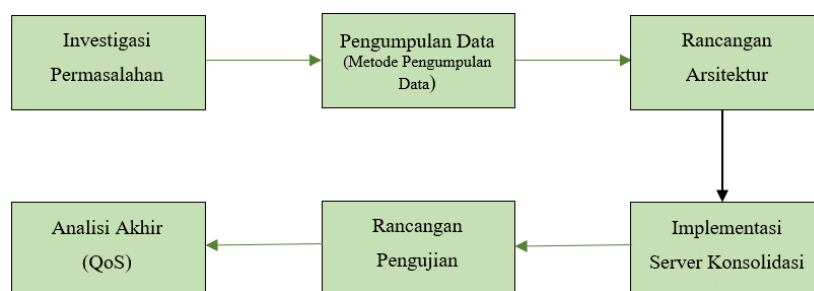 Investigasi
Permasalahan
Pengumpulan Data
(Metode Pengumpulan
Data)
Rancangan
Arsitektur
Implementasi
Server Konsolidasi
Rancangan
Pengujian
Analisi Akhir
(QoS)